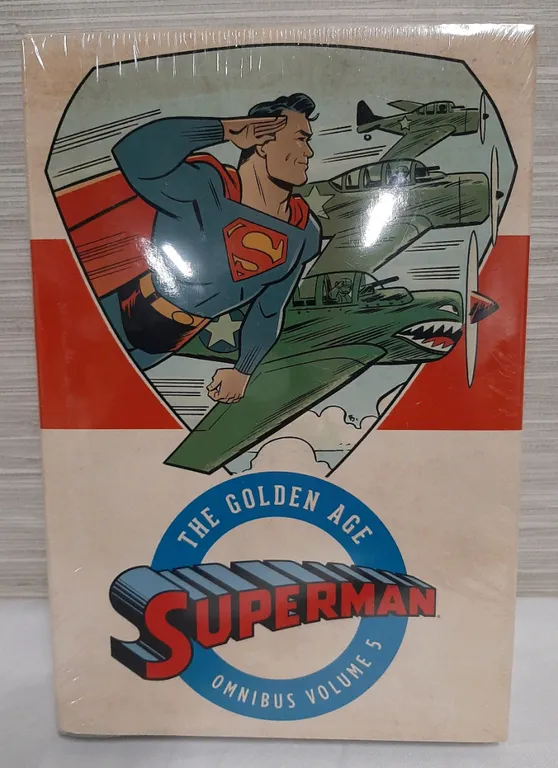 THE GOLDEN AGE
SUPERMAN
OMNIBUS VOLUME 5